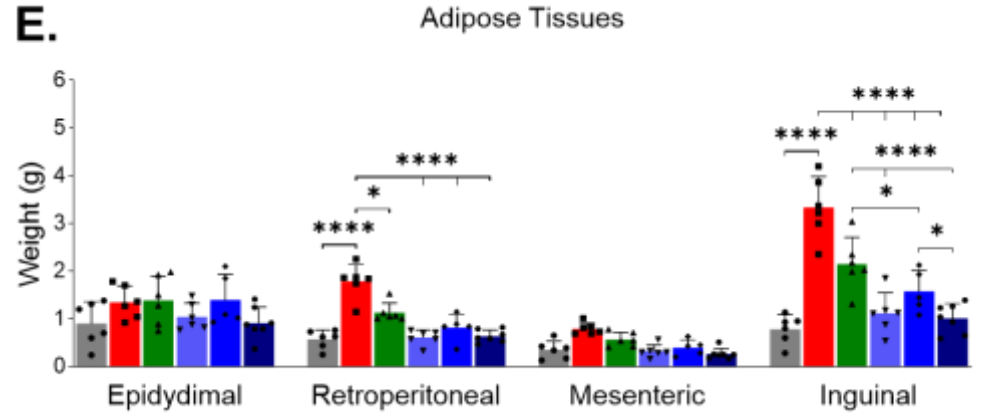 E.
Adipose Tissues
Weight (g)
6
5
4
3
2
1
0
****
*
****
****
****
****
*
*
Epidydimal
Retroperitoneal
Mesenteric
Inguinal